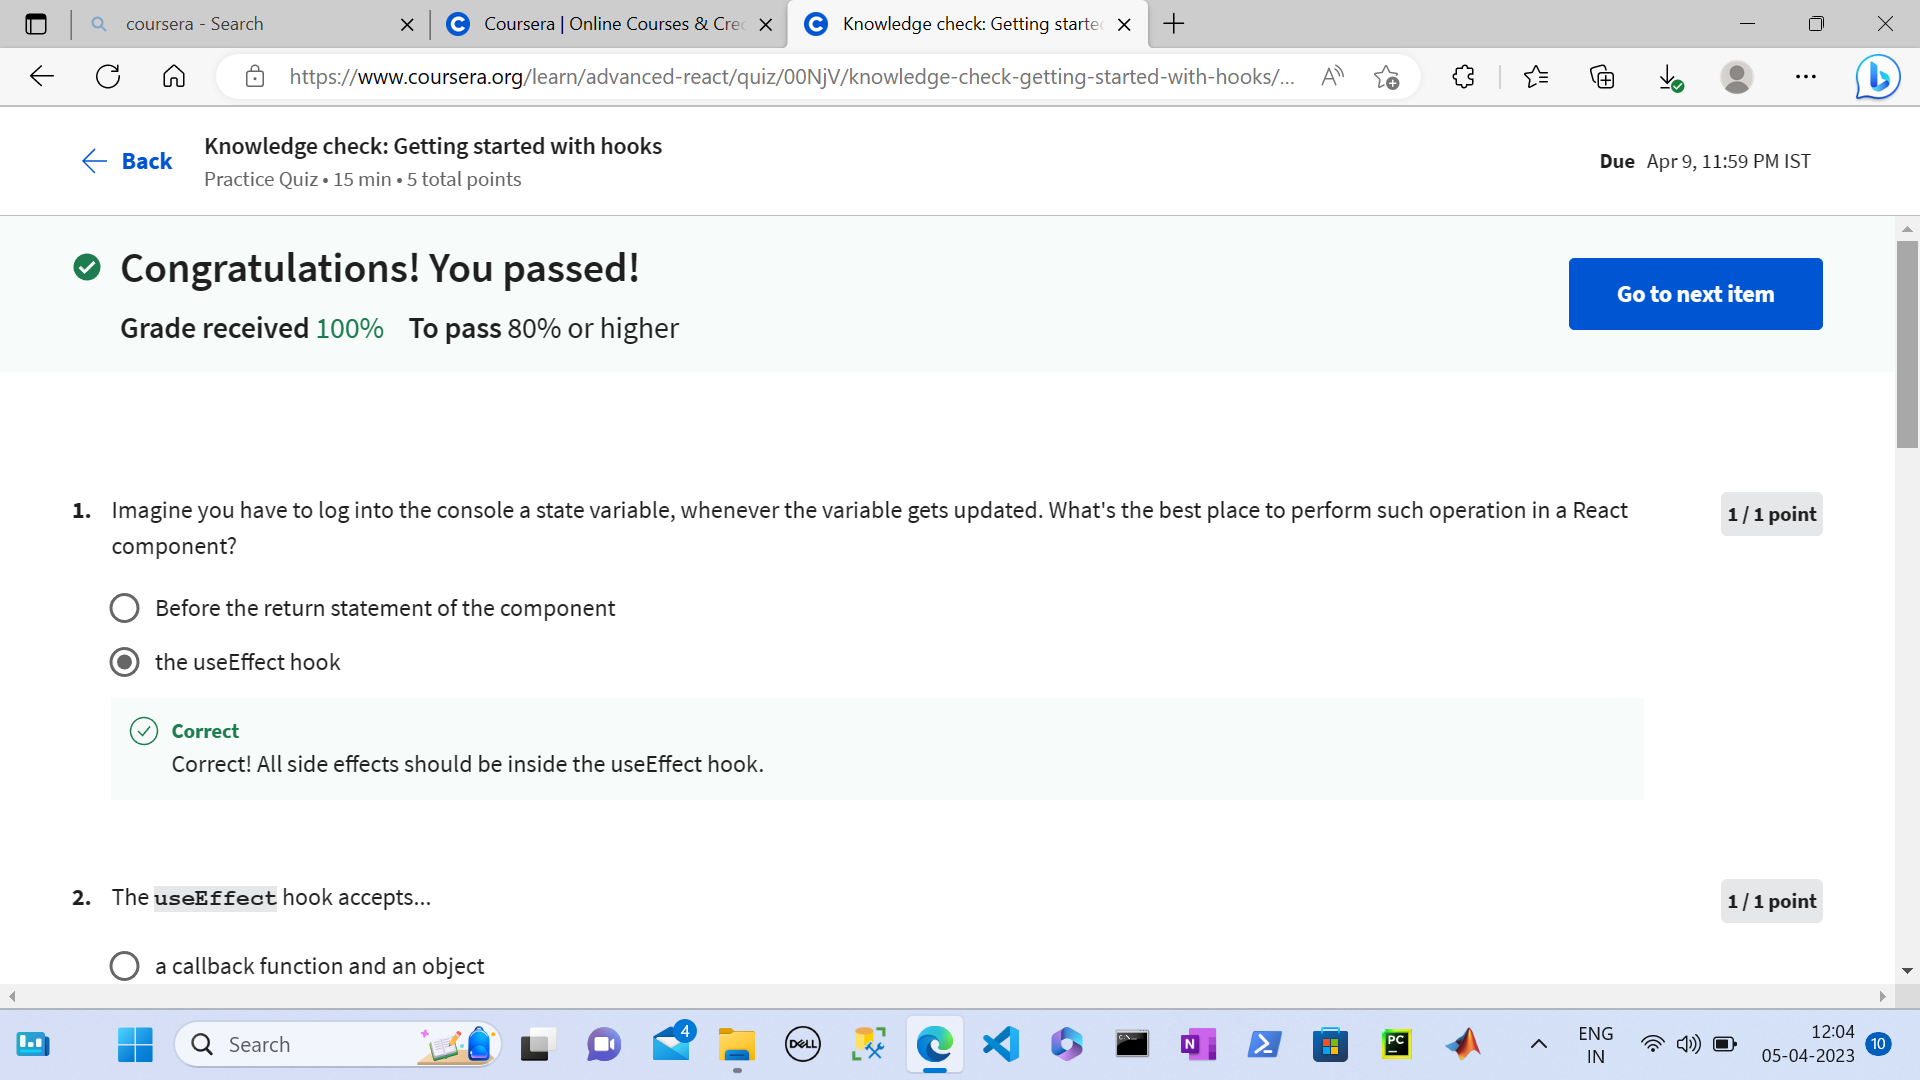 coursera - Search
Coursera | Online Courses & Cre
Knowledge check: Getting starte
https://www.coursera.org/learn/advanced-react/quiz/00NjV/knowledge-check-getting-started-with-hooks/...
Back
Knowledge check: Getting started with hooks
Practice Quiz • 15 min • 5 total points
Due Apr 9, 11:59 PM IST
Congratulations! You passed!
Grade received 100% To pass 80% or higher
Go to next item
1. Imagine you have to log into the console a state variable, whenever the variable gets updated. What's the best place to perform such operation in a React
component?
1 / 1 point
Before the return statement of the component
the useEffect hook
Correct
Correct! All side effects should be inside the useEffect hook.
2. The useEffect hook accepts...
1 / 1 point
a callback function and an object
Search
4
DELL
N
PC
ENG
IN
12:04
05-04-2023
10